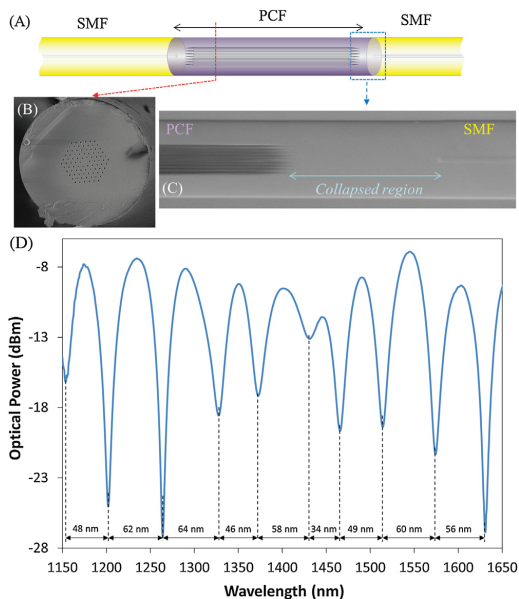 (A)
SMF
PCF
SMF
(B)
PCF
SMF
(C)
Collapsed region
(D)
Optical Power (dBm)
-8
-13
-18
-23
-28
48 nm 62 nm 64 nm 46 nm 58 nm 34 nm 49 nm 60 nm 56 nm
1150 1200 1250 1300 1350 1400 1450 1500 1550 1600 1650
Wavelength (nm)